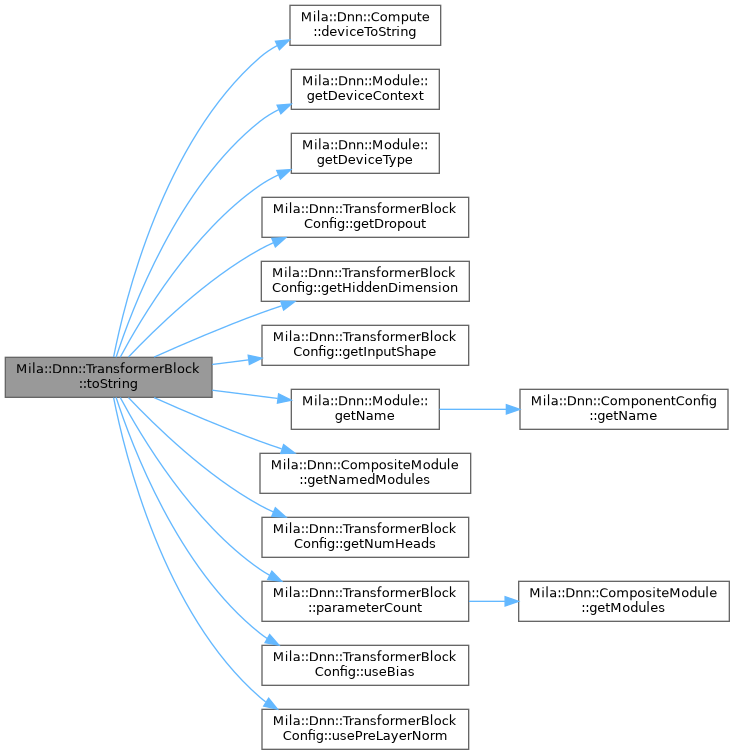 Mila::Dnn::TransformerBlock
::toString
Mila::Dnn::Compute
::deviceToString
Mila::Dnn::Module::
getDeviceContext
Mila::Dnn::Module::
getDeviceType
Mila::Dnn::TransformerBlock
Config::getDropout
Mila::Dnn::TransformerBlock
Config::getHiddenDimension
Mila::Dnn::TransformerBlock
Config::getInputShape
Mila::Dnn::Module::
getName
Mila::Dnn::ComponentConfig
::getName
Mila::Dnn::CompositeModule
::getNamedModules
Mila::Dnn::TransformerBlock
Config::getNumHeads
Mila::Dnn::TransformerBlock
::parameterCount
Mila::Dnn::CompositeModule
::getModules
Mila::Dnn::TransformerBlock
Config::useBias
Mila::Dnn::TransformerBlock
Config::usePreLayerNorm